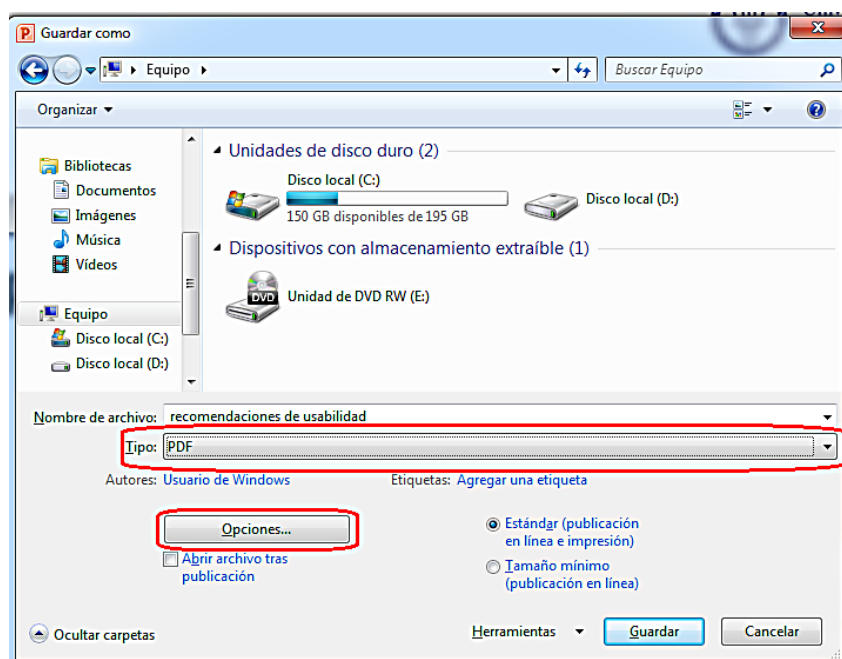 Guardar como
Equipo
Buscar Equipo
Organizar
Bibliotecas
Documentos
Imágenes
Música
Vídeos
Equipo
Disco local (C:)
Disco local (D:)
Unidades de disco duro (2)
Disco local (C:)
150 GB disponibles de 195 GB
Disco local (D:)
Dispositivos con almacenamiento extraíble (1)
DVD
Unidad de DVD RW (E:)
Nombre de archivo: recomendaciones de usabilidad
Tipo: PDF
Autores: Usuario de Windows
Etiquetas: Agregar una etiqueta
Opciones...
Abrir archivo tras
publicación
Estándar (publicación
en línea e impresión)
Tamaño mínimo
(publicación en línea)
Ocultar carpetas
Herramientas
Guardar
Cancelar